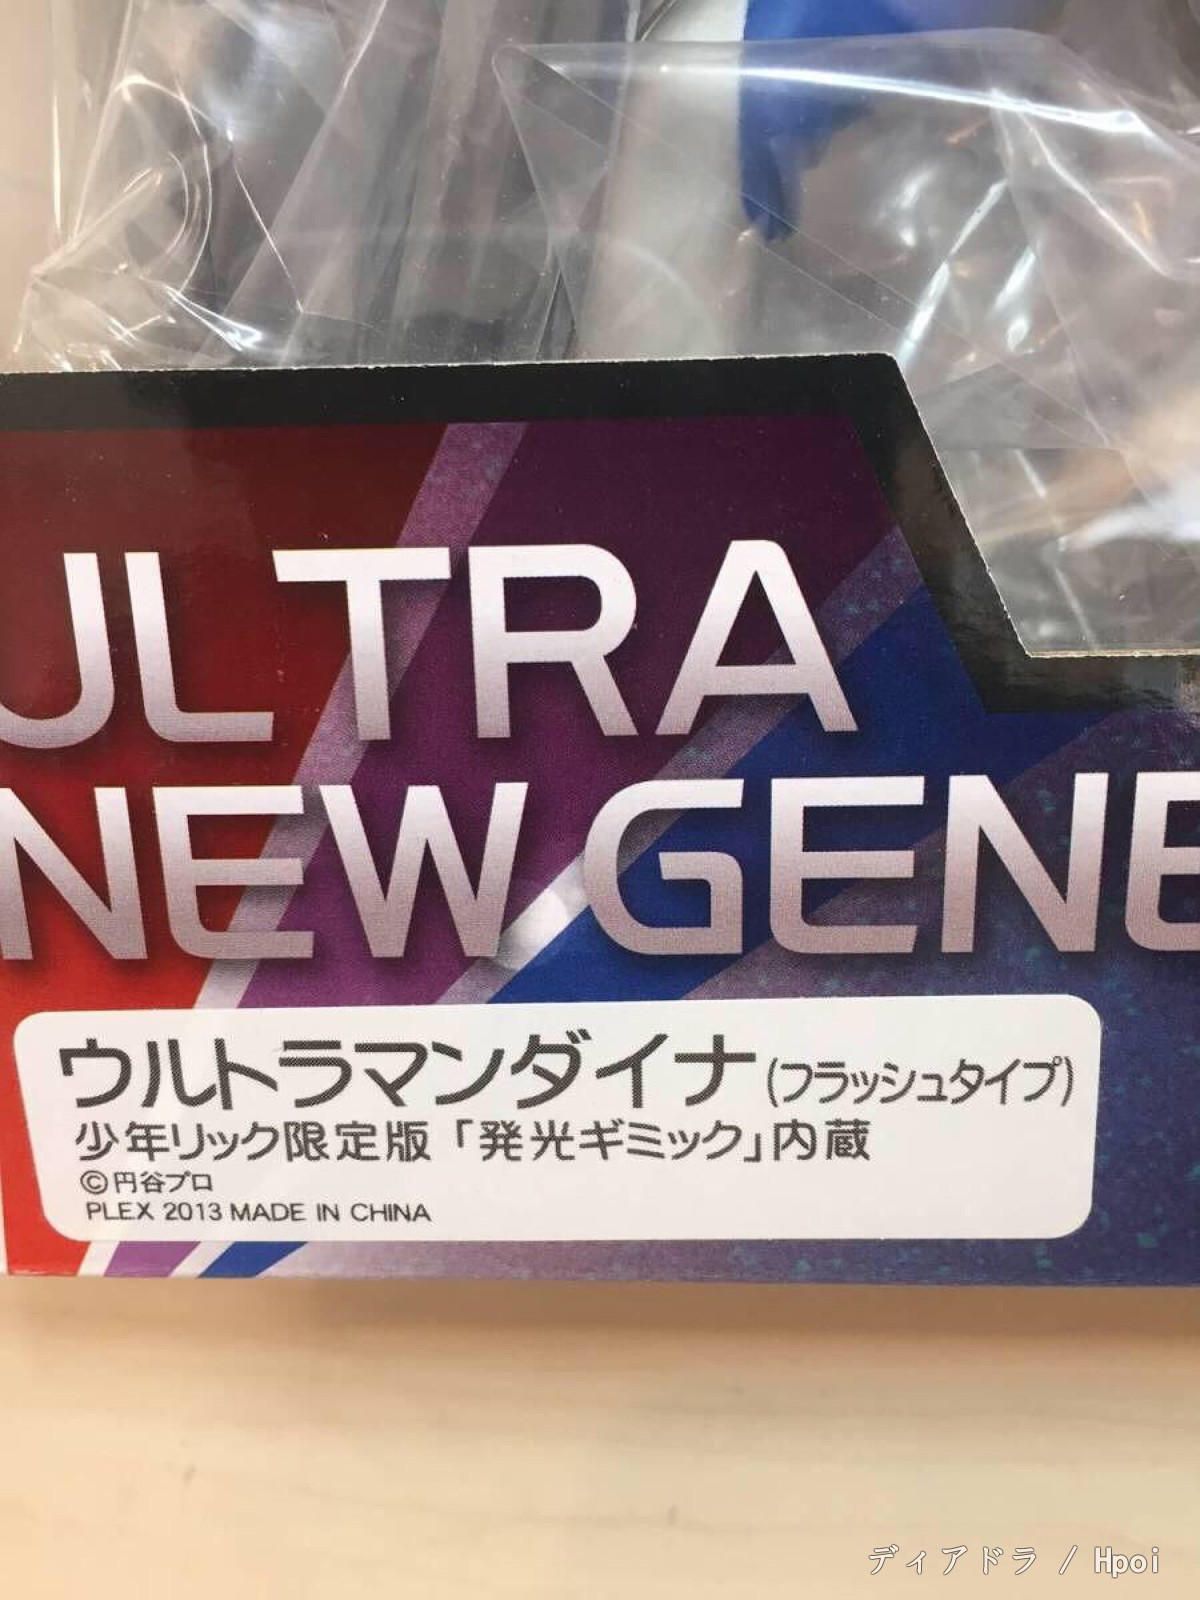 ULTRA
NEW GENE
ウルトラマンダイナ(フラッシュタイプ)
少年リック限定版「発光ギミック」内蔵
©円谷プロ
PLEX 2013 MADE IN CHINA
ディアドラ / Hpoi